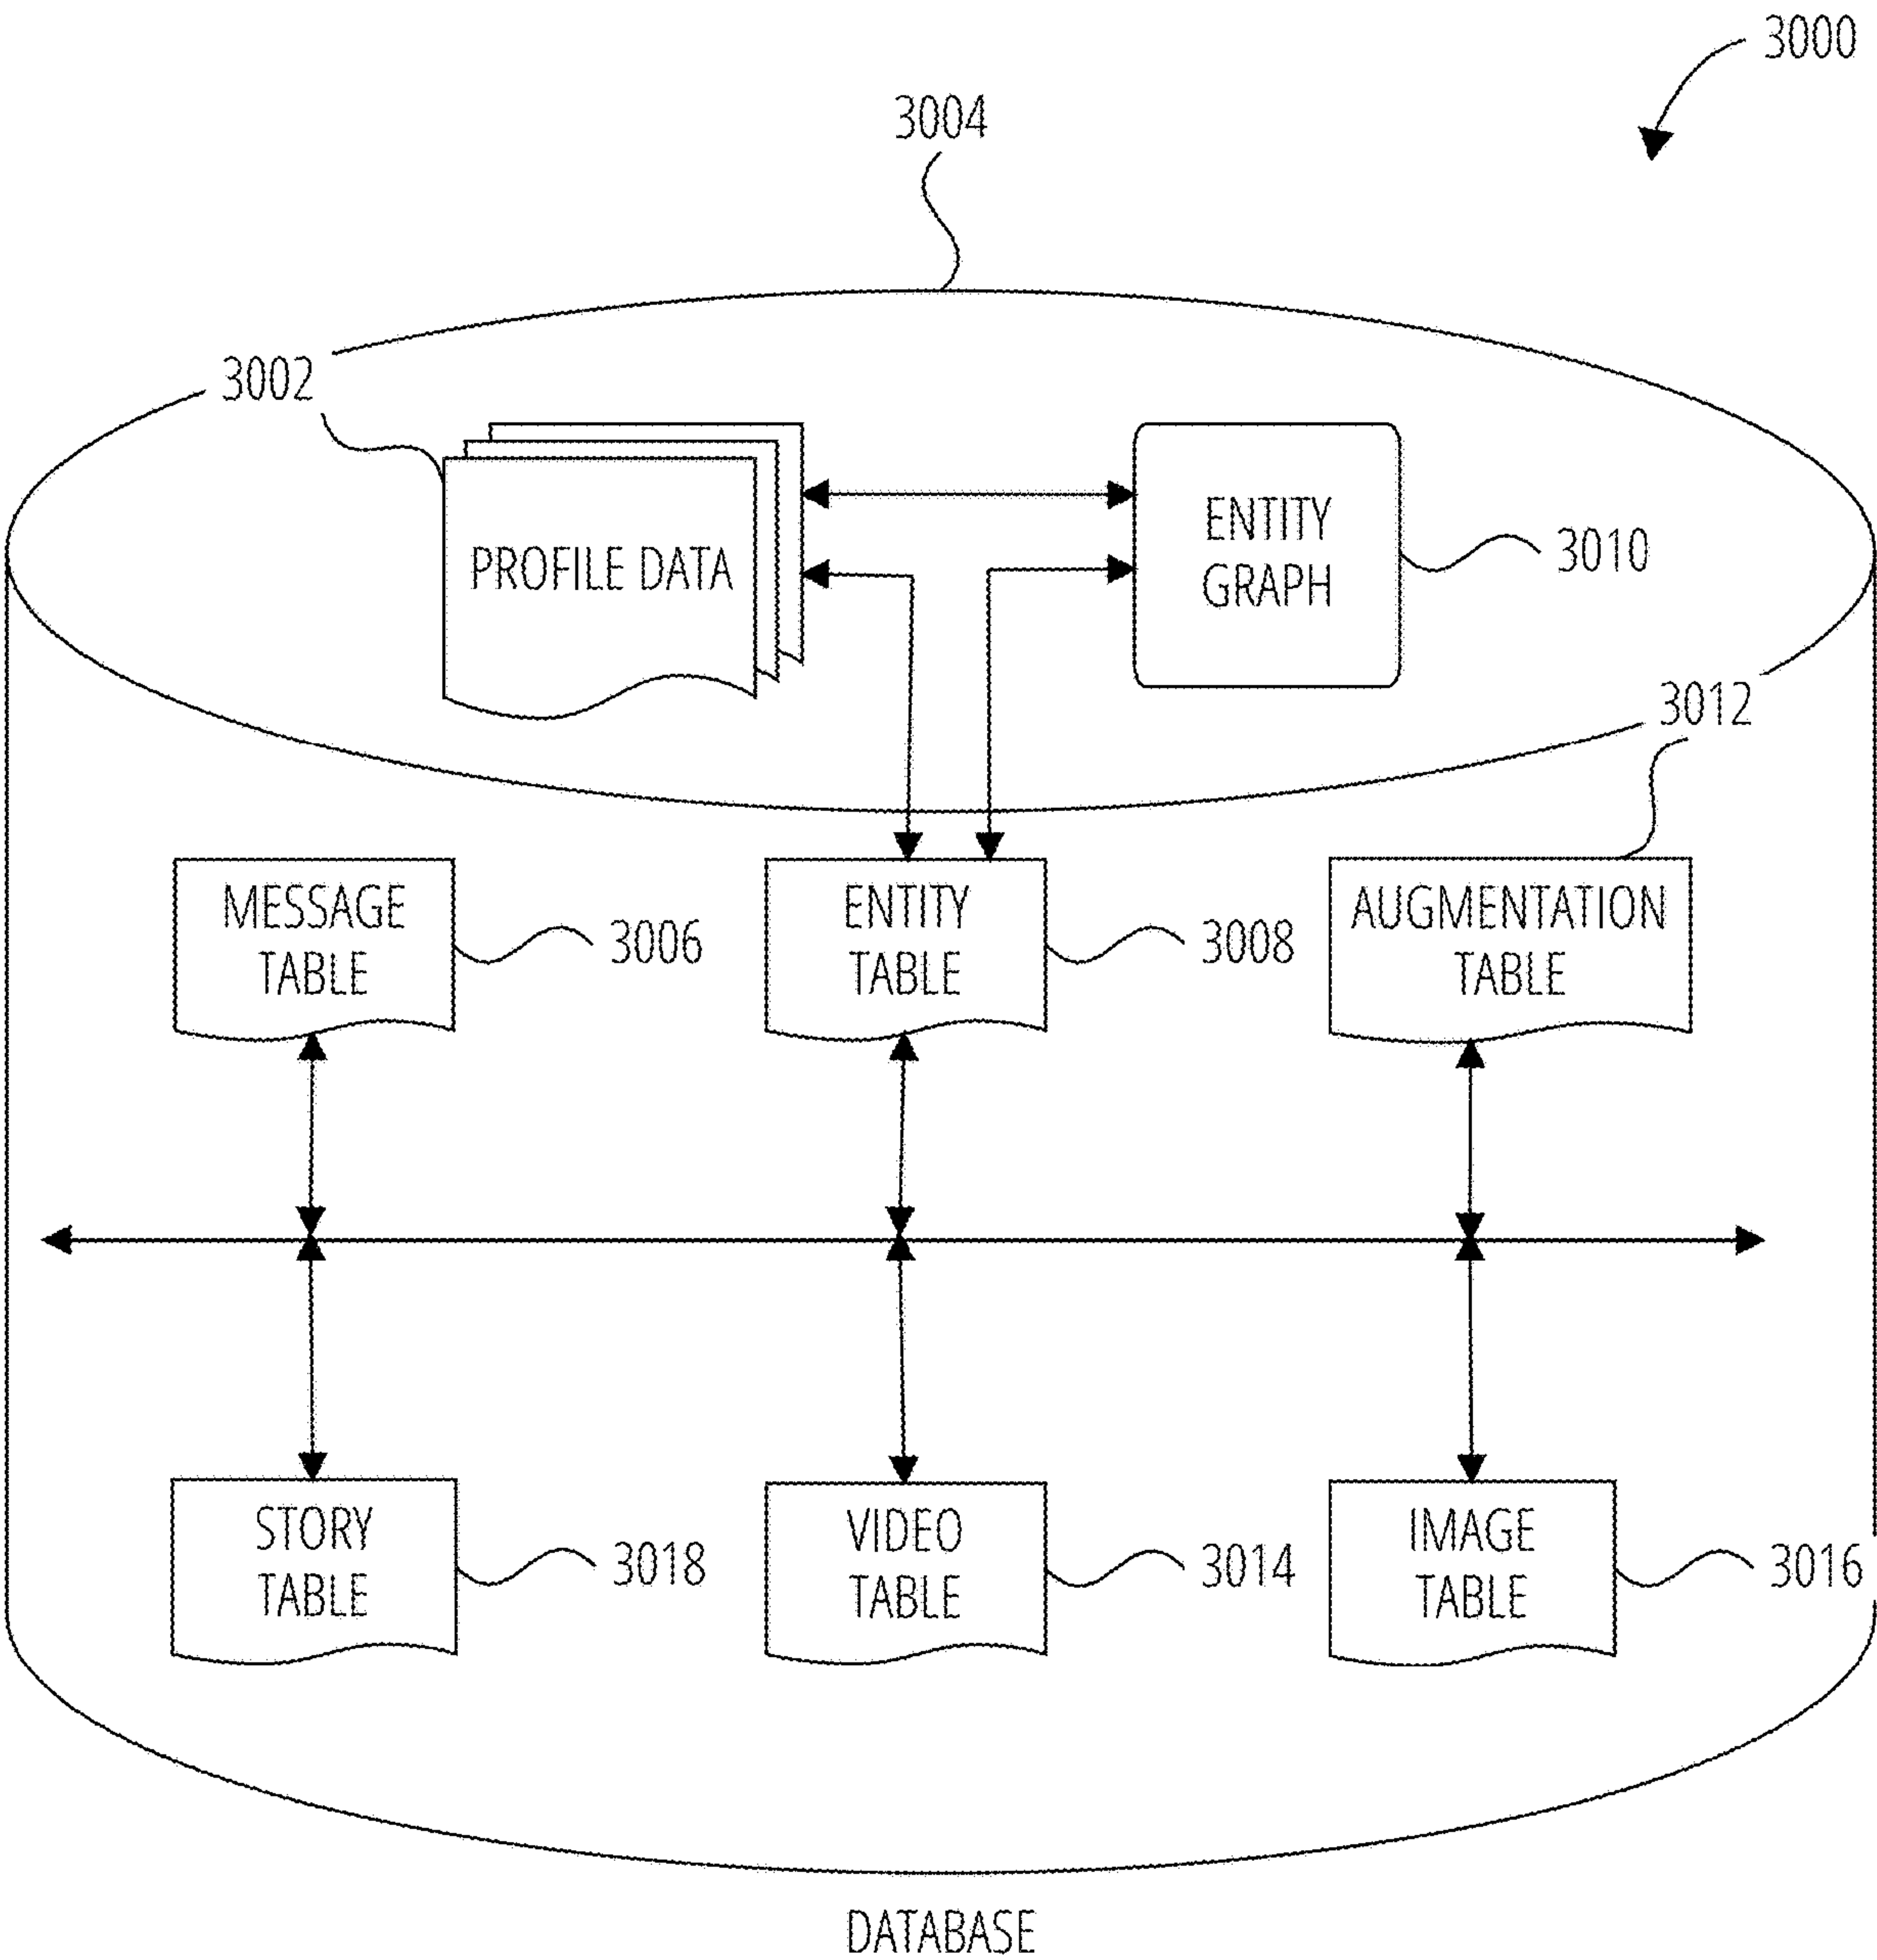 3000
3004
3002
PROFILE DATA
ENTITY
GRAPH
3010
3012
MESSAGE
TABLE
3006
ENTITY
TABLE
3008
AUGMENTATION
TABLE
STORY
TABLE
3018
VIDEO
TABLE
3014
IMAGE
TABLE
3016
DATABASE